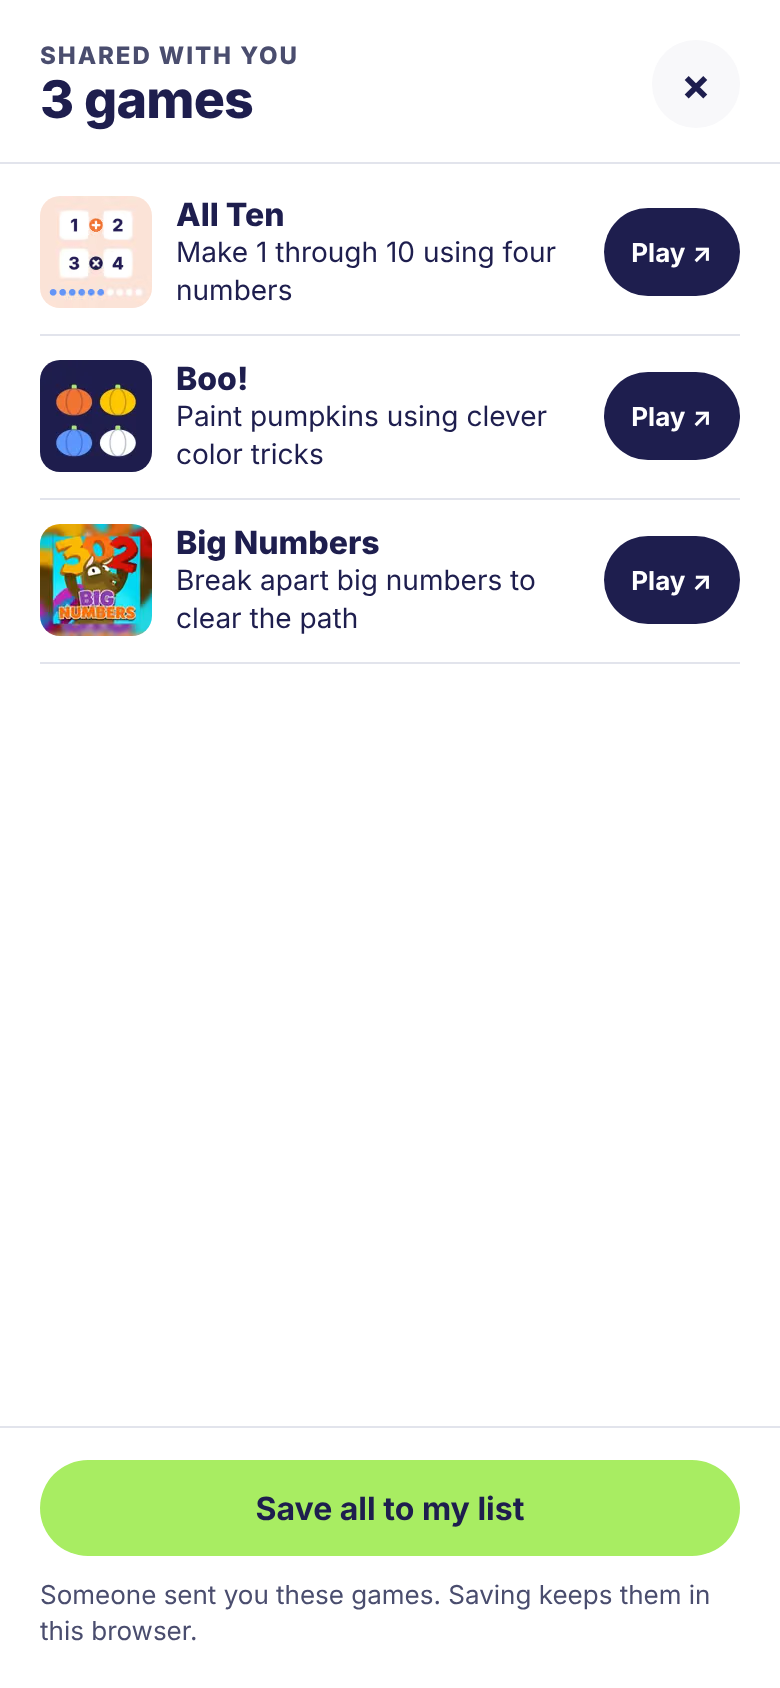 SHARED WITH YOU
3 games
×
1 + 2
3 × 4
All Ten
Make 1 through 10 using four
numbers
Play ↗
Boo!
Paint pumpkins using clever
color tricks
Play ↗
302
BIG
NUMBERS
Big Numbers
Break apart big numbers to
clear the path
Play ↗
Save all to my list
Someone sent you these games. Saving keeps them in
this browser.